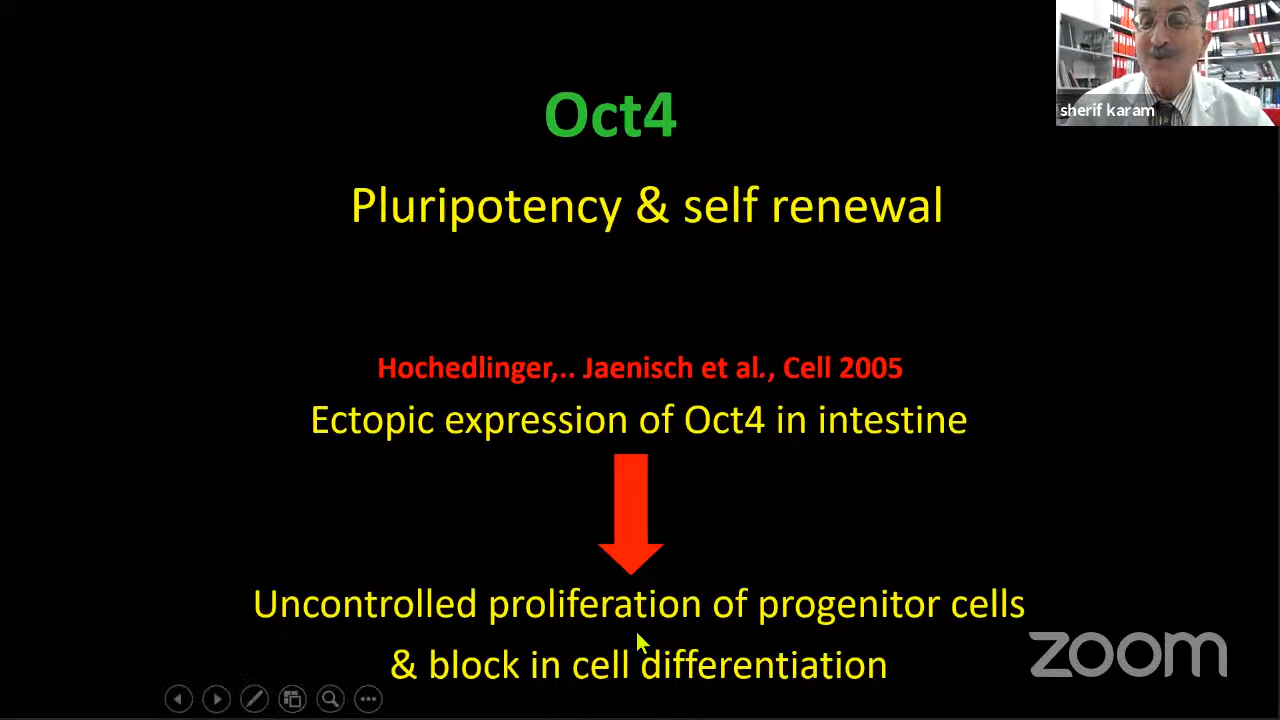 sherif karam
Oct4
Pluripotency & self renewal
Hochedlinger,.. Jaenisch et al., Cell 2005
Ectopic expression of Oct4 in intestine
Uncontrolled proliferation of progenitor cells
& block in cell differentiation
zoom